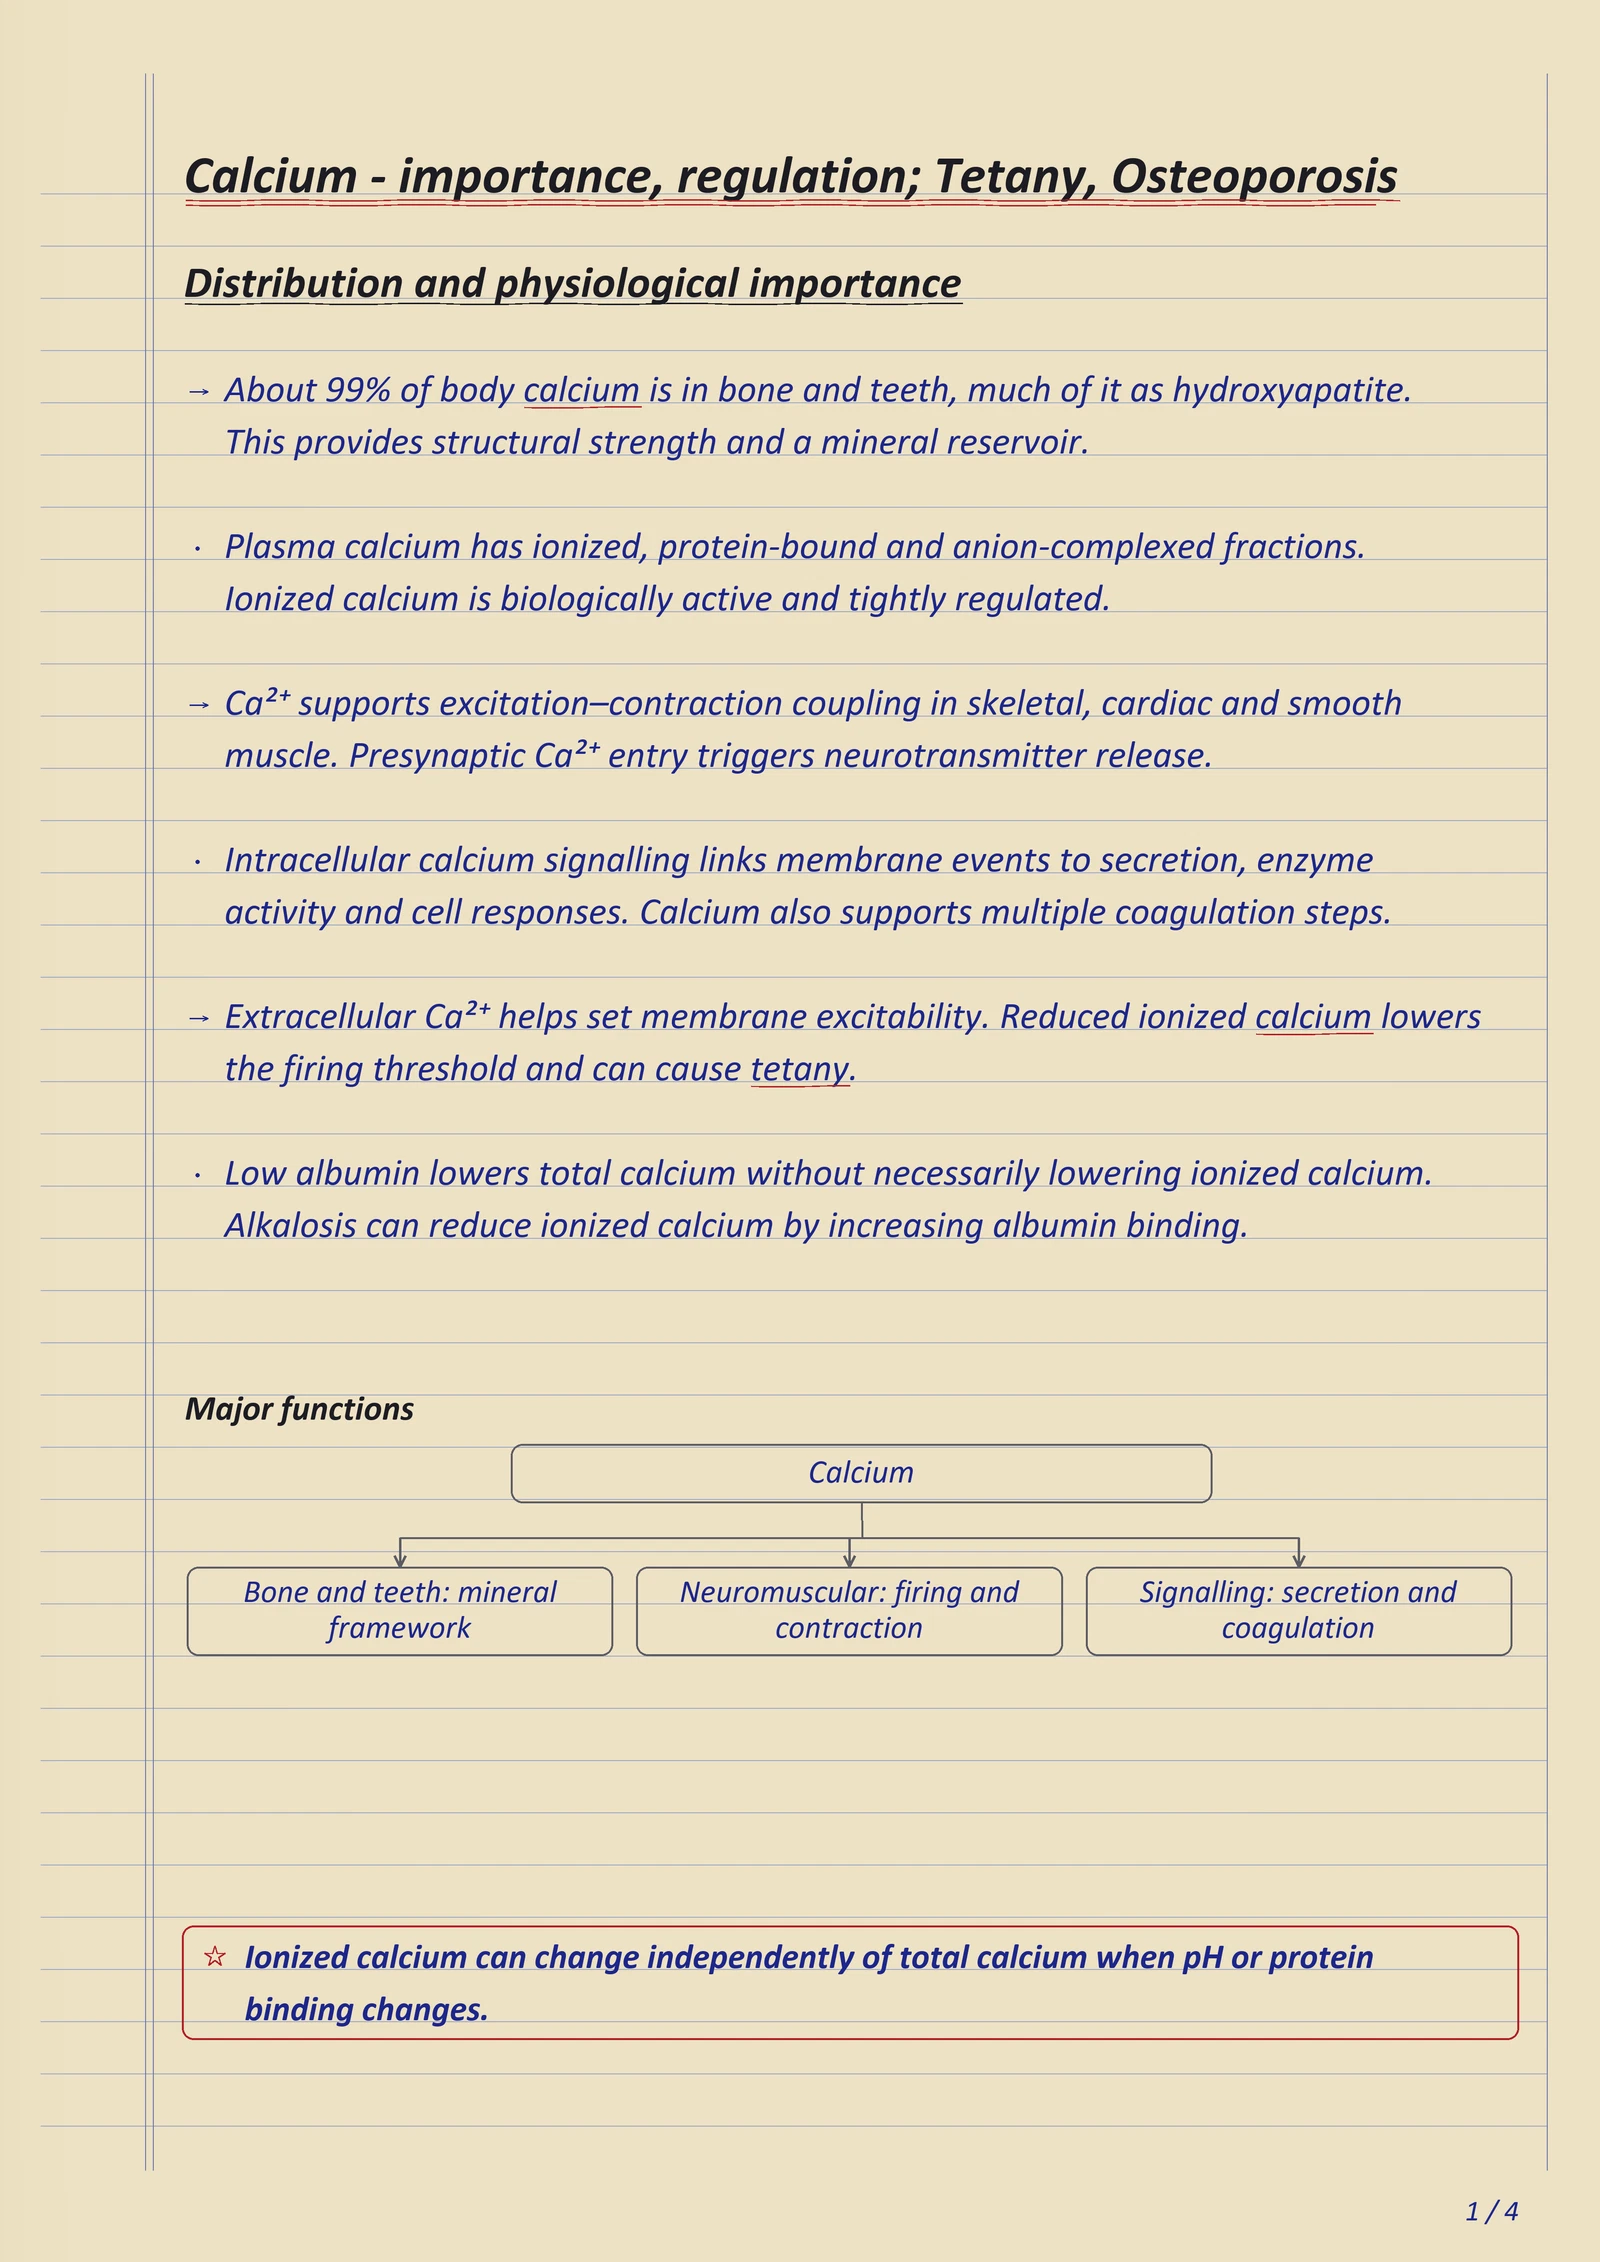 Calcium - importance, regulation; Tetany, Osteoporosis
Distribution and physiological importance
→ About 99% of body calcium is in bone and teeth, much of it as hydroxyapatite.
This provides structural strength and a mineral reservoir.
· Plasma calcium has ionized, protein-bound and anion-complexed fractions.
Ionized calcium is biologically active and tightly regulated.
→ Ca²⁺ supports excitation–contraction coupling in skeletal, cardiac and smooth
muscle. Presynaptic Ca²⁺ entry triggers neurotransmitter release.
· Intracellular calcium signalling links membrane events to secretion, enzyme
activity and cell responses. Calcium also supports multiple coagulation steps.
→ Extracellular Ca²⁺ helps set membrane excitability. Reduced ionized calcium lowers
the firing threshold and can cause tetany.
· Low albumin lowers total calcium without necessarily lowering ionized calcium.
Alkalosis can reduce ionized calcium by increasing albumin binding.
Major functions
Calcium
Bone and teeth: mineral
framework
Neuromuscular: firing and
contraction
Signalling: secretion and
coagulation
☆ Ionized calcium can change independently of total calcium when pH or protein
binding changes.
1 / 4